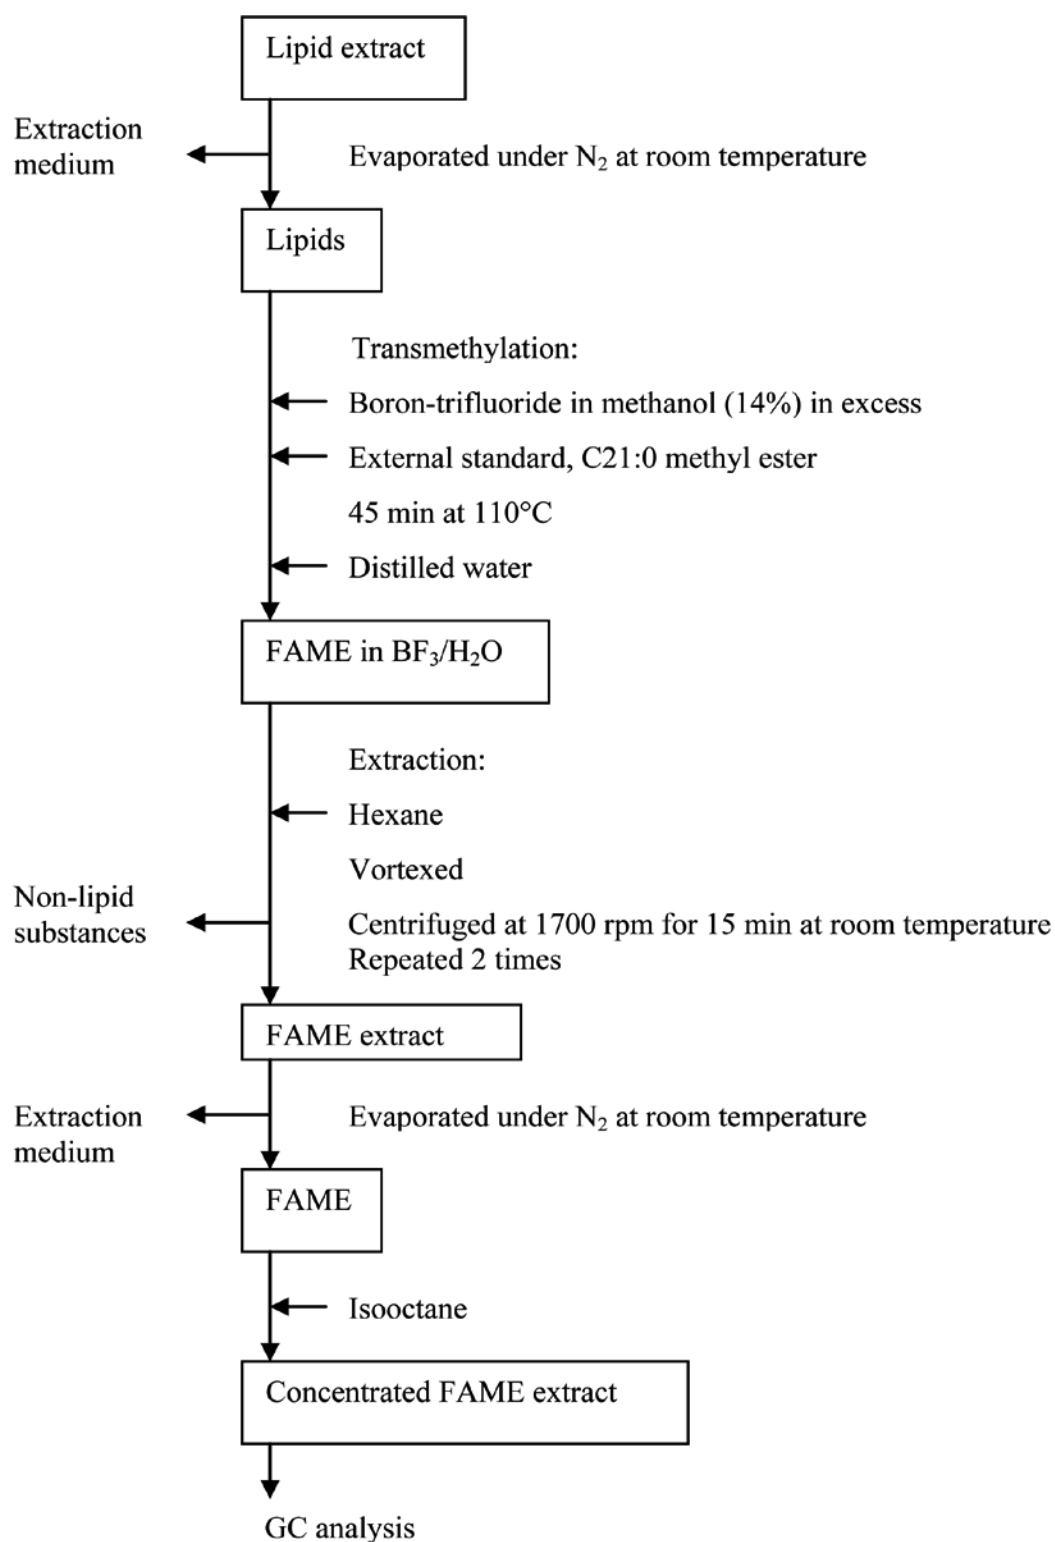 Lipid extract
Extraction
medium
Evaporated under N₂ at room temperature
Lipids
Transmethylation:
Boron-trifluoride in methanol (14%) in excess
External standard, C21:0 methyl ester
45 min at 110°C
Distilled water
FAME in BF₃/H₂O
Extraction:
Hexane
Vortexed
Non-lipid
substances
Centrifuged at 1700 rpm for 15 min at room temperature
Repeated 2 times
FAME extract
Extraction
medium
Evaporated under N₂ at room temperature
FAME
Isooctane
Concentrated FAME extract
GC analysis